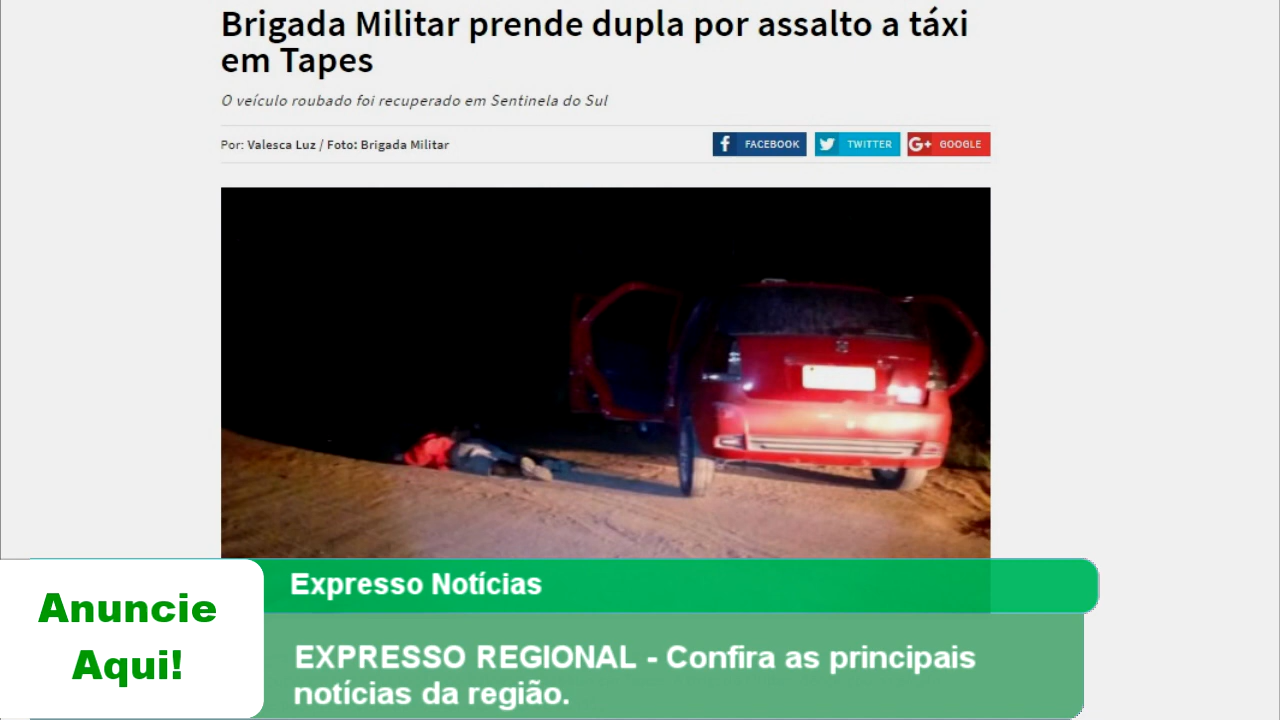 Brigada Militar prende dupla por assalto a táxi
em Tapes
O veículo roubado foi recuperado em Sentinela do Sul
Por: Valesca Luz / Foto: Brigada Militar
FACEBOOK
TWITTER
G+ GOOGLE
Anuncie
Aqui!
Expresso Notícias
EXPRESSO REGIONAL - Confira as principais
notícias da região.